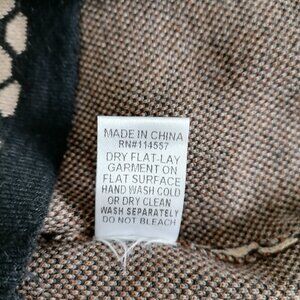 MADE IN CHINA
RN#114557
DRY FLAT-LAY
GARMENT ON
FLAT SURFACE
HAND WASH COLD
OR DRY CLEAN
WASH SEPARATELY
DO NOT BLEACH